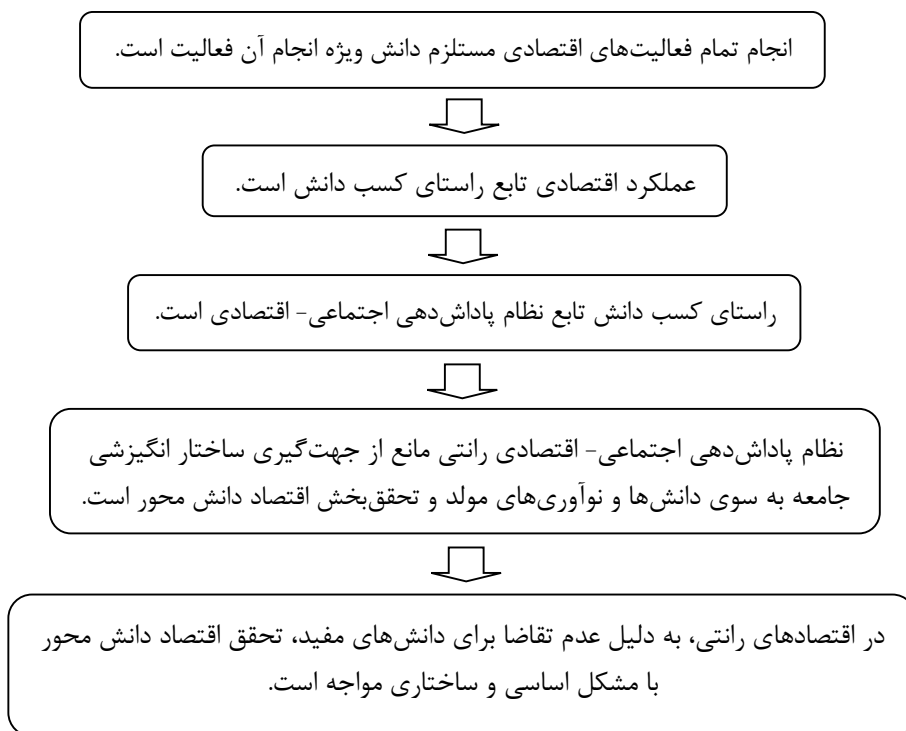 انجام تمام فعالیت‌های اقتصادی مستلزم دانش ویژه انجام آن فعالیت است.
عملکرد اقتصادی تابع راستای کسب دانش است.
راستای کسب دانش تابع نظام پاداش‌دهی اجتماعی- اقتصادی است.
نظام پاداش‌دهی اجتماعی- اقتصادی رانتی مانع از جهت‌گیری ساختار انگیزشی
جامعه به سوی دانش‌ها و نوآوری‌های مولد و تحقق‌بخش اقتصاد دانش محور است.
در اقتصادهای رانتی، به دلیل عدم تقاضا برای دانش‌های مفید، تحقق اقتصاد دانش محور
با مشکل اساسی و ساختاری مواجه است.